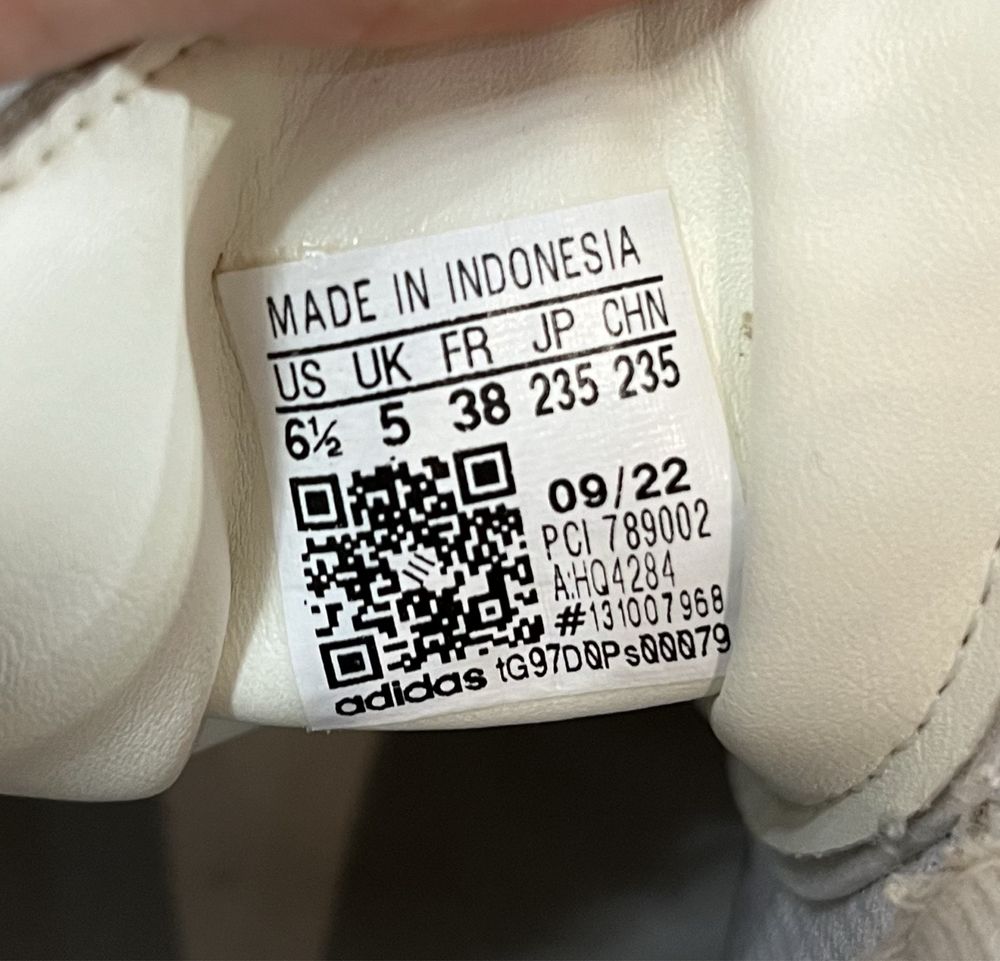 MADE IN INDONESIA
US UK FR JP CHN
6½ 5 38 235 235
09/22
PCI 789002
A:HQ4284
#131007968
adidas tG97D0Ps00079